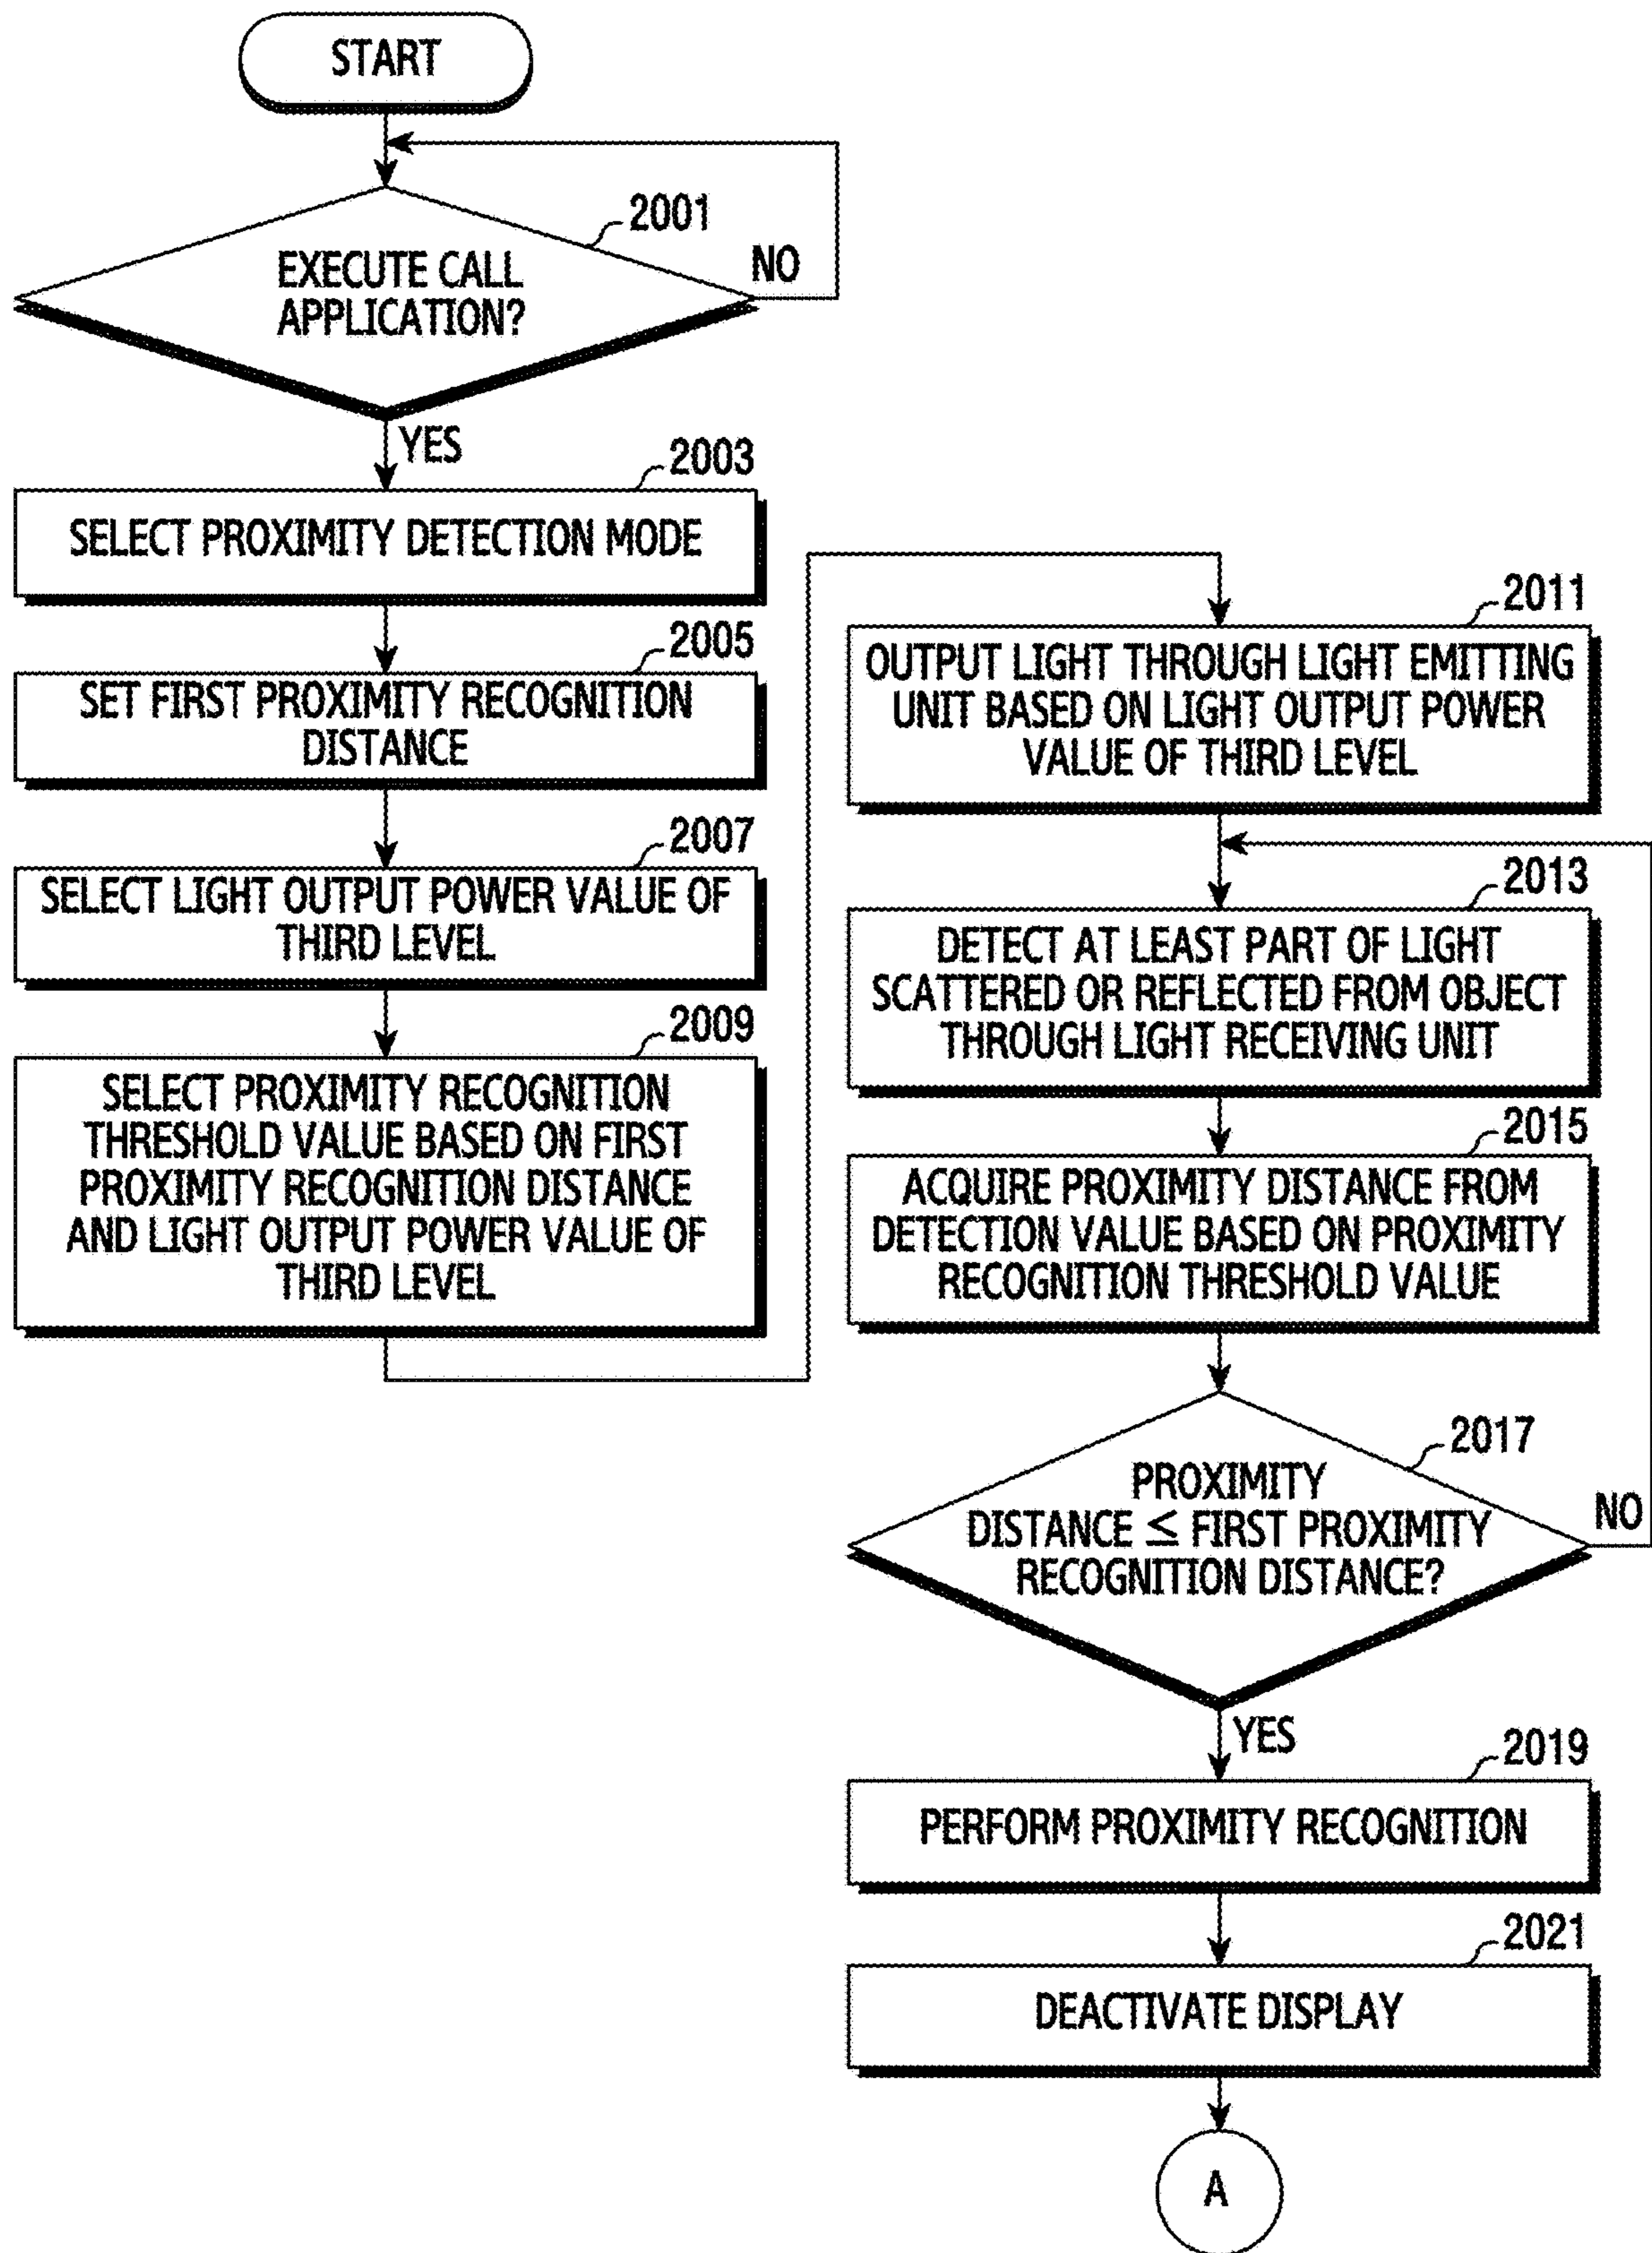 START
2001
EXECUTE CALL
APPLICATION?
NO
YES
2003
SELECT PROXIMITY DETECTION MODE
2005
SET FIRST PROXIMITY RECOGNITION
DISTANCE
2007
SELECT LIGHT OUTPUT POWER VALUE OF
THIRD LEVEL
2009
SELECT PROXIMITY RECOGNITION
THRESHOLD VALUE BASED ON FIRST
PROXIMITY RECOGNITION DISTANCE
AND LIGHT OUTPUT POWER VALUE OF
THIRD LEVEL
2011
OUTPUT LIGHT THROUGH LIGHT EMITTING
UNIT BASED ON LIGHT OUTPUT POWER
VALUE OF THIRD LEVEL
2013
DETECT AT LEAST PART OF LIGHT
SCATTERED OR REFLECTED FROM OBJECT
THROUGH LIGHT RECEIVING UNIT
2015
ACQUIRE PROXIMITY DISTANCE FROM
DETECTION VALUE BASED ON PROXIMITY
RECOGNITION THRESHOLD VALUE
2017
PROXIMITY
DISTANCE ≤ FIRST PROXIMITY
RECOGNITION DISTANCE?
NO
YES
2019
PERFORM PROXIMITY RECOGNITION
2021
DEACTIVATE DISPLAY
A